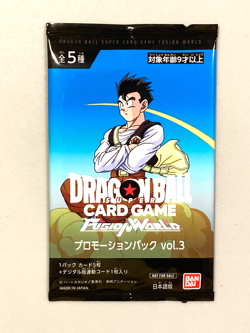 DRAGON BALL SUPER CARD GAME FUSION WORLD
全5種
対象年齢9才以上
DRAGON BALL
SUPER
CARD GAME
FUSION WORLD
プロモーションパック vol.3
1パック カード5枚
+デジタル版連動コード1枚入り
MADE IN JAPAN
NOT FOR SALE
日本語版
BAN
DAI